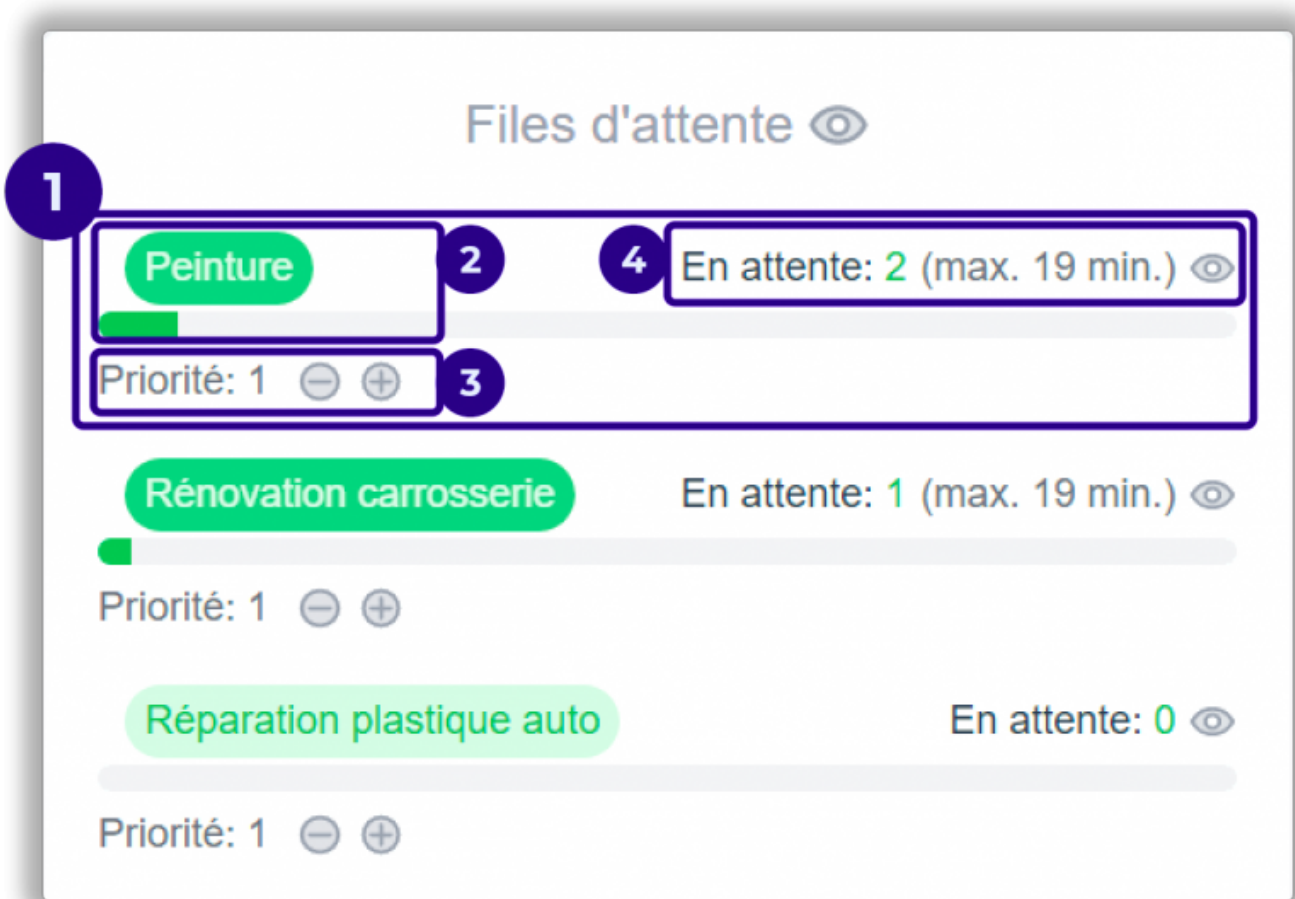 Files d'attente
1
Peinture 2 4 En attente: 2 (max. 19 min.)
Priorité: 1 3
Rénovation carrosserie En attente: 1 (max. 19 min.)
Priorité: 1
Réparation plastique auto En attente: 0
Priorité: 1